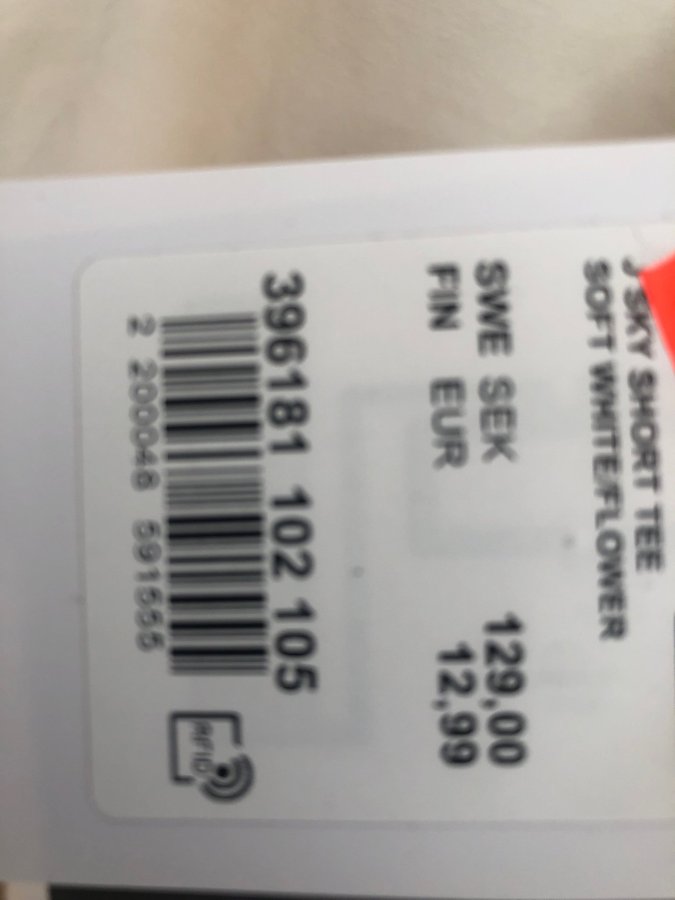 J SKY SHORT TEE
SOFT WHITE/FLOWER
SWE SEK 129,00
FIN EUR 12,99
396181 102 105
2 200046 591555
RFID